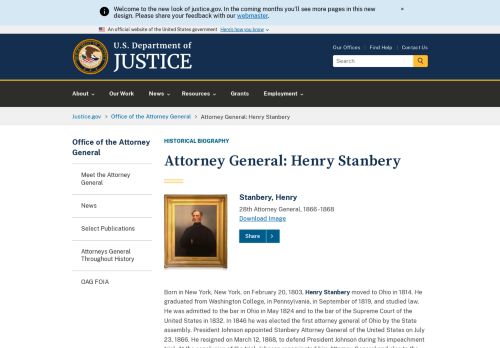 Welcome to the new look of justice.gov. In the coming months you'll see more pages in this new
design. Please share your feedback with our webmaster.
×
An official website of the United States government Here's how you know
U.S. Department of
JUSTICE
Our Offices | Find Help | Contact Us
Search
About
Our Work
News
Resources
Grants
Employment
Justice.gov > Office of the Attorney General > Attorney General: Henry Stanbery
Office of the Attorney
General
Meet the Attorney
General
News
Select Publications
Attorneys General
Throughout History
OAG FOIA
HISTORICAL BIOGRAPHY
Attorney General: Henry Stanbery
Stanbery, Henry
28th Attorney General, 1866-1868
Download Image
Share >
Born in New York, New York, on February 20, 1803, Henry Stanbery moved to Ohio in 1814. He
graduated from Washington College, in Pennsylvania, in September of 1819, and studied law.
He was admitted to the bar in Ohio in May 1824 and to the bar of the Supreme Court of the
United States in 1832. In 1846 he was elected the first attorney general of Ohio by the State
assembly. President Johnson appointed Stanbery Attorney General of the United States on July
23, 1866. He resigned on March 12, 1868, to defend President Johnson during his impeachment